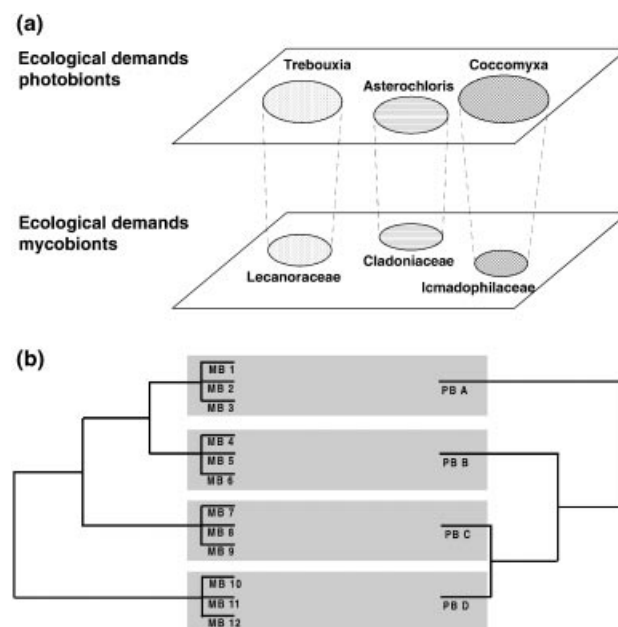 (a)
Ecological demands
photobionts
Trebouxia
Asterochloris
Coccomyxa
Ecological demands
mycobionts
Lecanoraceae
Cladoniaceae
Icmadophilaceae
(b)
MB 1
MB 2
MB 3
PB A
MB 4
MB 5
MB 6
PB B
MB 7
MB 8
MB 9
PB C
MB 10
MB 11
MB 12
PB D